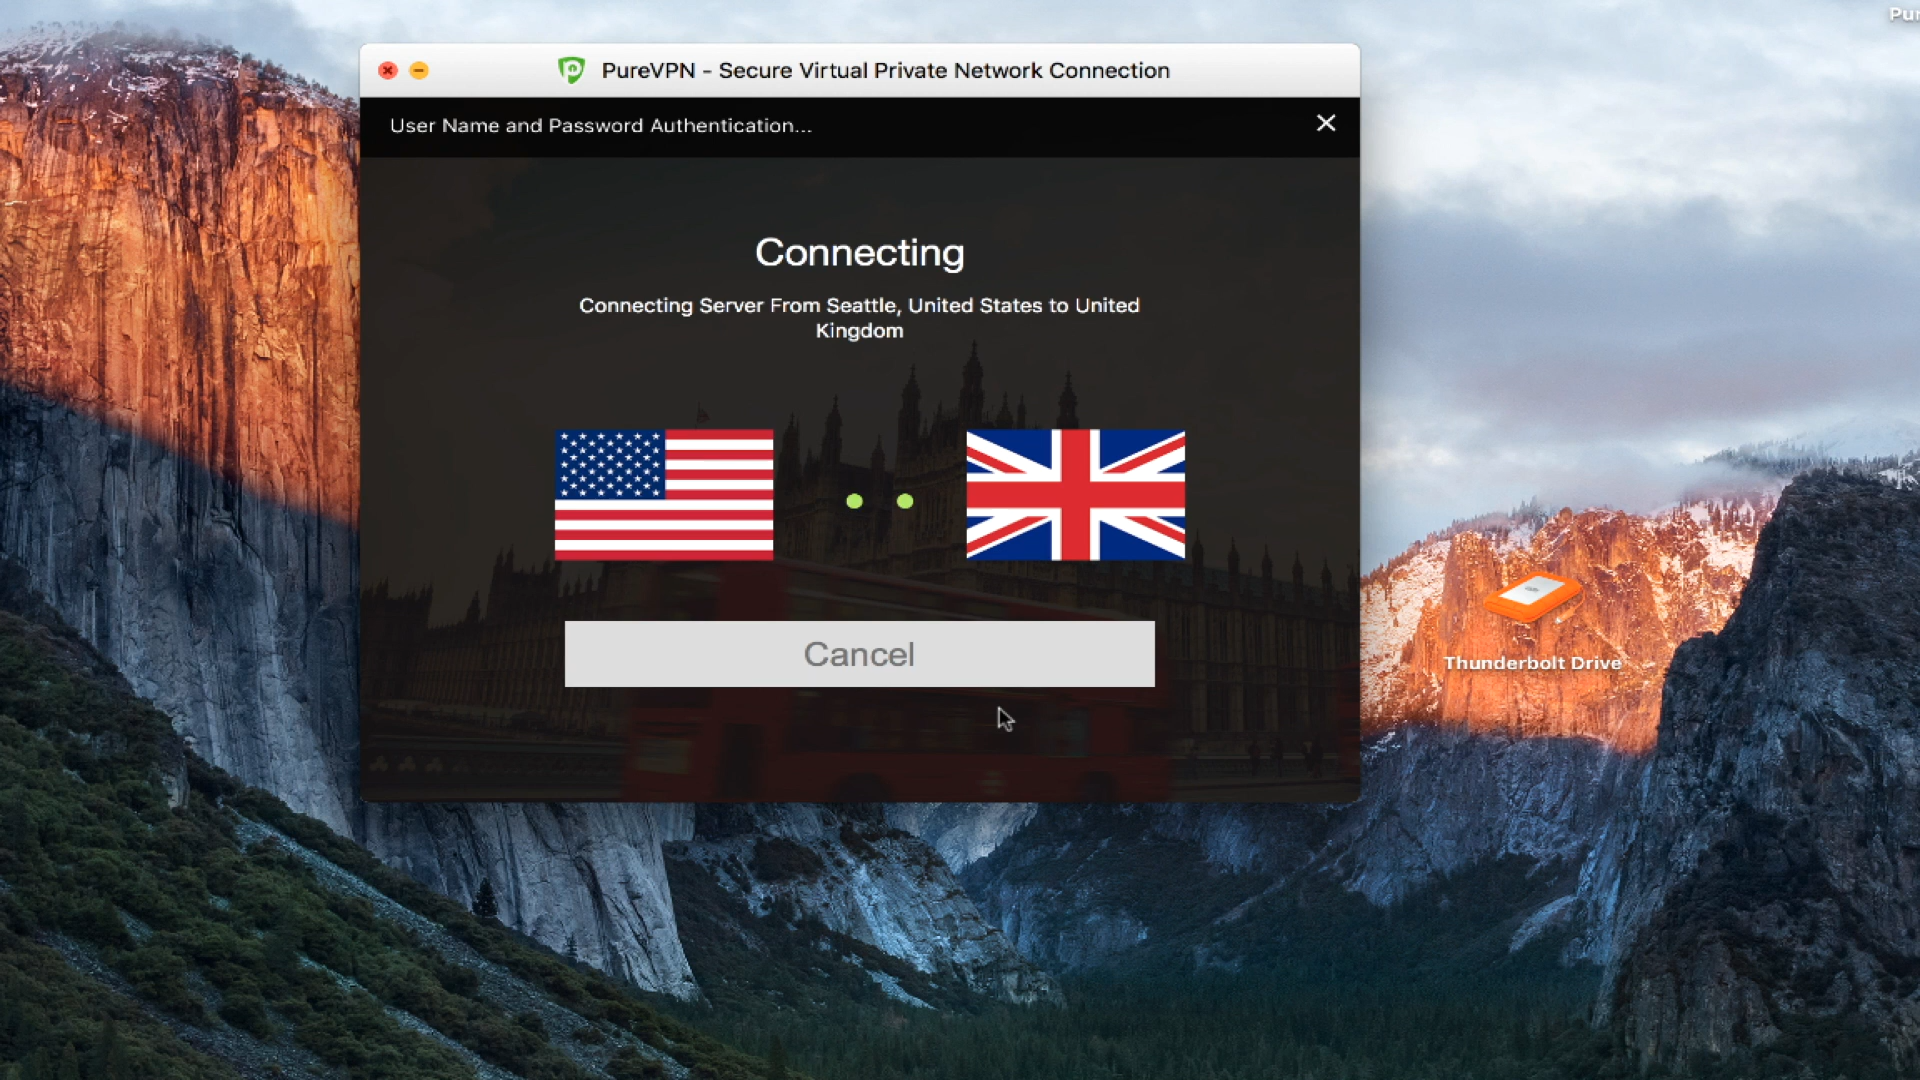 Pur
PureVPN - Secure Virtual Private Network Connection
User Name and Password Authentication...
Connecting
Connecting Server From Seattle, United States to United
Kingdom
Cancel
Thunderbolt Drive